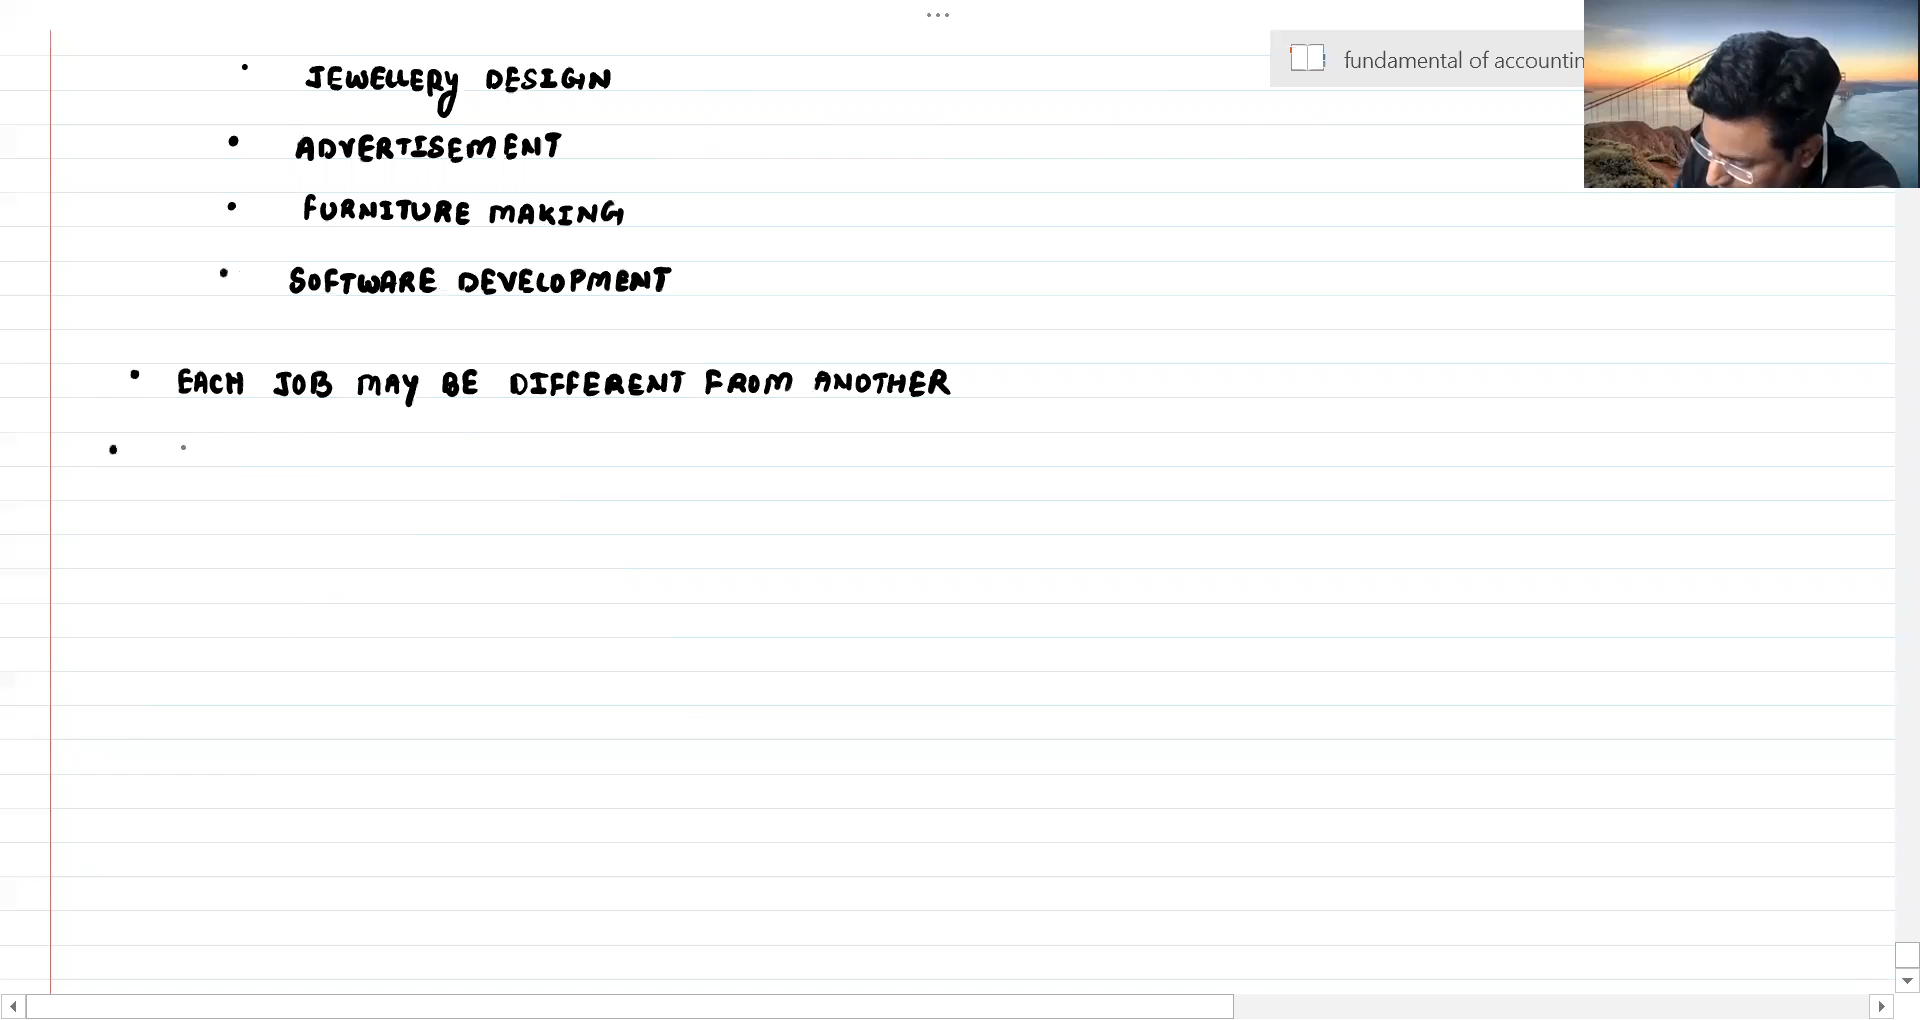 fundamental of accountin
• JEWELLERY DESIGN
• ADVERTISEMENT
• FURNITURE MAKING
• SOFTWARE DEVELOPMENT
• EACH JOB MAY BE DIFFERENT FROM ANOTHER
•